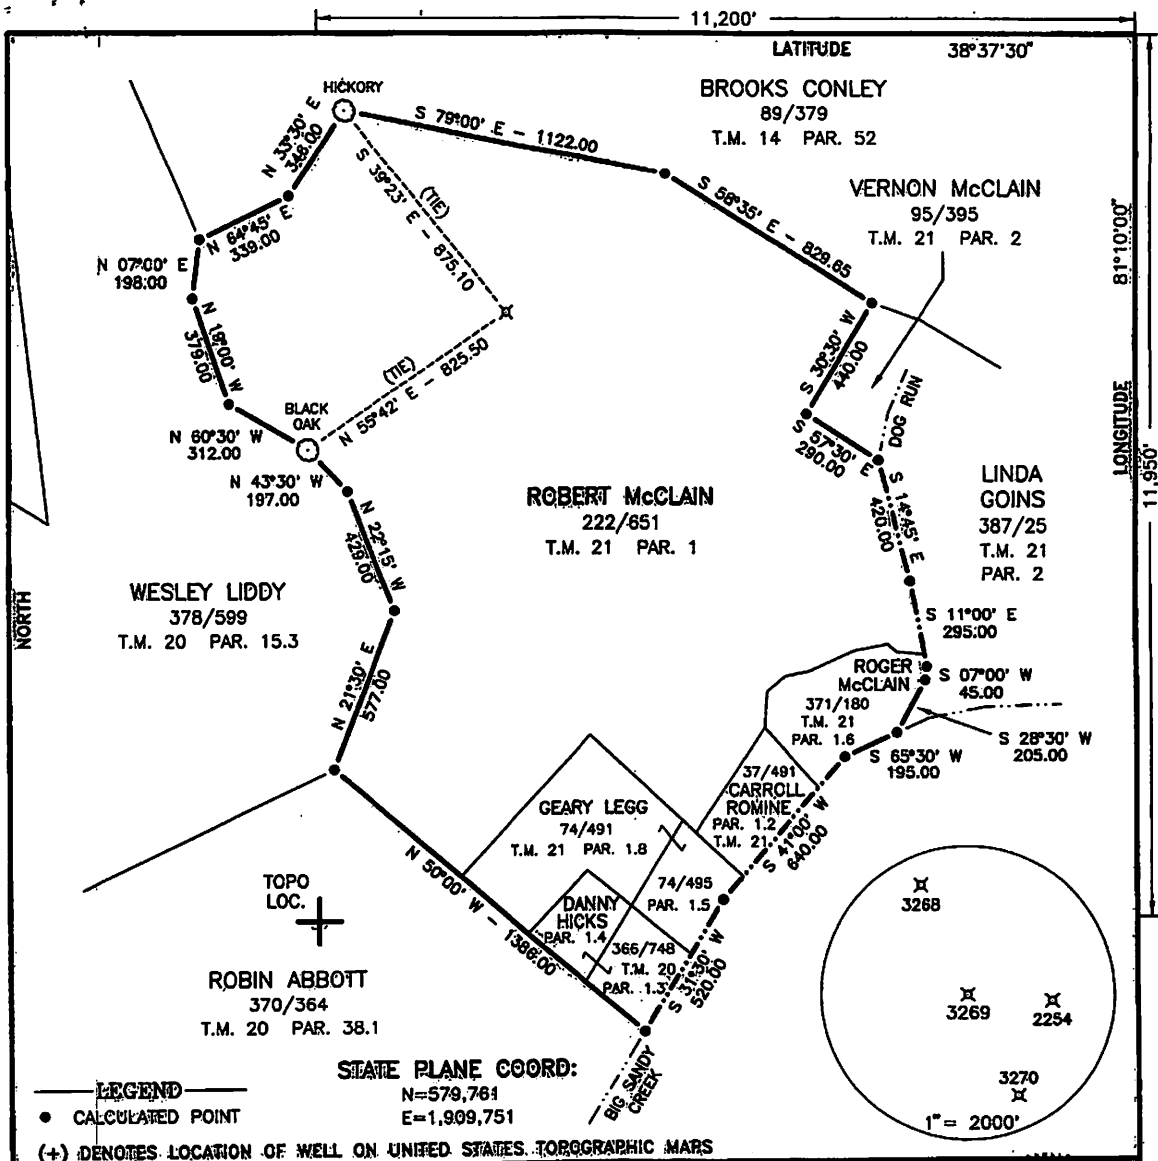 11,200'
LATITUDE 38°37'30"
HICKORY
BROOKS CONLEY
89/379
T.M. 14 PAR. 52
S 79°00' E - 1122.00
N 33°30' E
348.00
S 39°23' E - 875.10
(TIE)
S 58°35' E - 829.65
VERNON McCLAIN
95/395
T.M. 21 PAR. 2
81°10'00"
LONGITUDE
11,950'
N 64°45' E
339.00
N 07°00' E
198.00
N 19°00' W
379.00
(TIE)
N 55°42' E - 825.50
S 30°30' W
440.00
DOG RUN
BLACK
OAK
N 60°30' W
312.00
S 57°30' E
290.00
N 43°30' W
197.00
S 14°45' E
420.00
LINDA
GOINS
387/25
T.M. 21
PAR. 2
ROBERT McCLAIN
222/651
T.M. 21 PAR. 1
N 22°15' W
429.00
WESLEY LIDDY
378/599
T.M. 20 PAR. 15.3
NORTH
S 11°00' E
295.00
N 21°30' E
577.00
ROGER
McCLAIN
371/180
T.M. 21
PAR. 1.6
S 07°00' W
45.00
S 28°30' W
205.00
S 65°30' W
195.00
37/491
CARROLL
ROMINE
PAR. 1.2
T.M. 21
GEARY LEGG
74/491
T.M. 21 PAR. 1.8
S 41°00' W
640.00
N 50°00' W - 1386.00
TOPO
LOC.
74/495
PAR. 1.5
DANNY
HICKS
PAR. 1.4
366/748
T.M. 20
PAR. 1.3
S 31°30' W
520.00
ROBIN ABBOTT
370/364
T.M. 20 PAR. 38.1
3268
3269
2254
3270
1" = 2000'
BIG SANDY
CREEK
STATE PLANE COORD:
N=579,761
E=1,909,751
LEGEND
CALCULATED POINT
(+) DENOTES LOCATION OF WELL ON UNITED STATES TOPOGRAPHIC MAPS